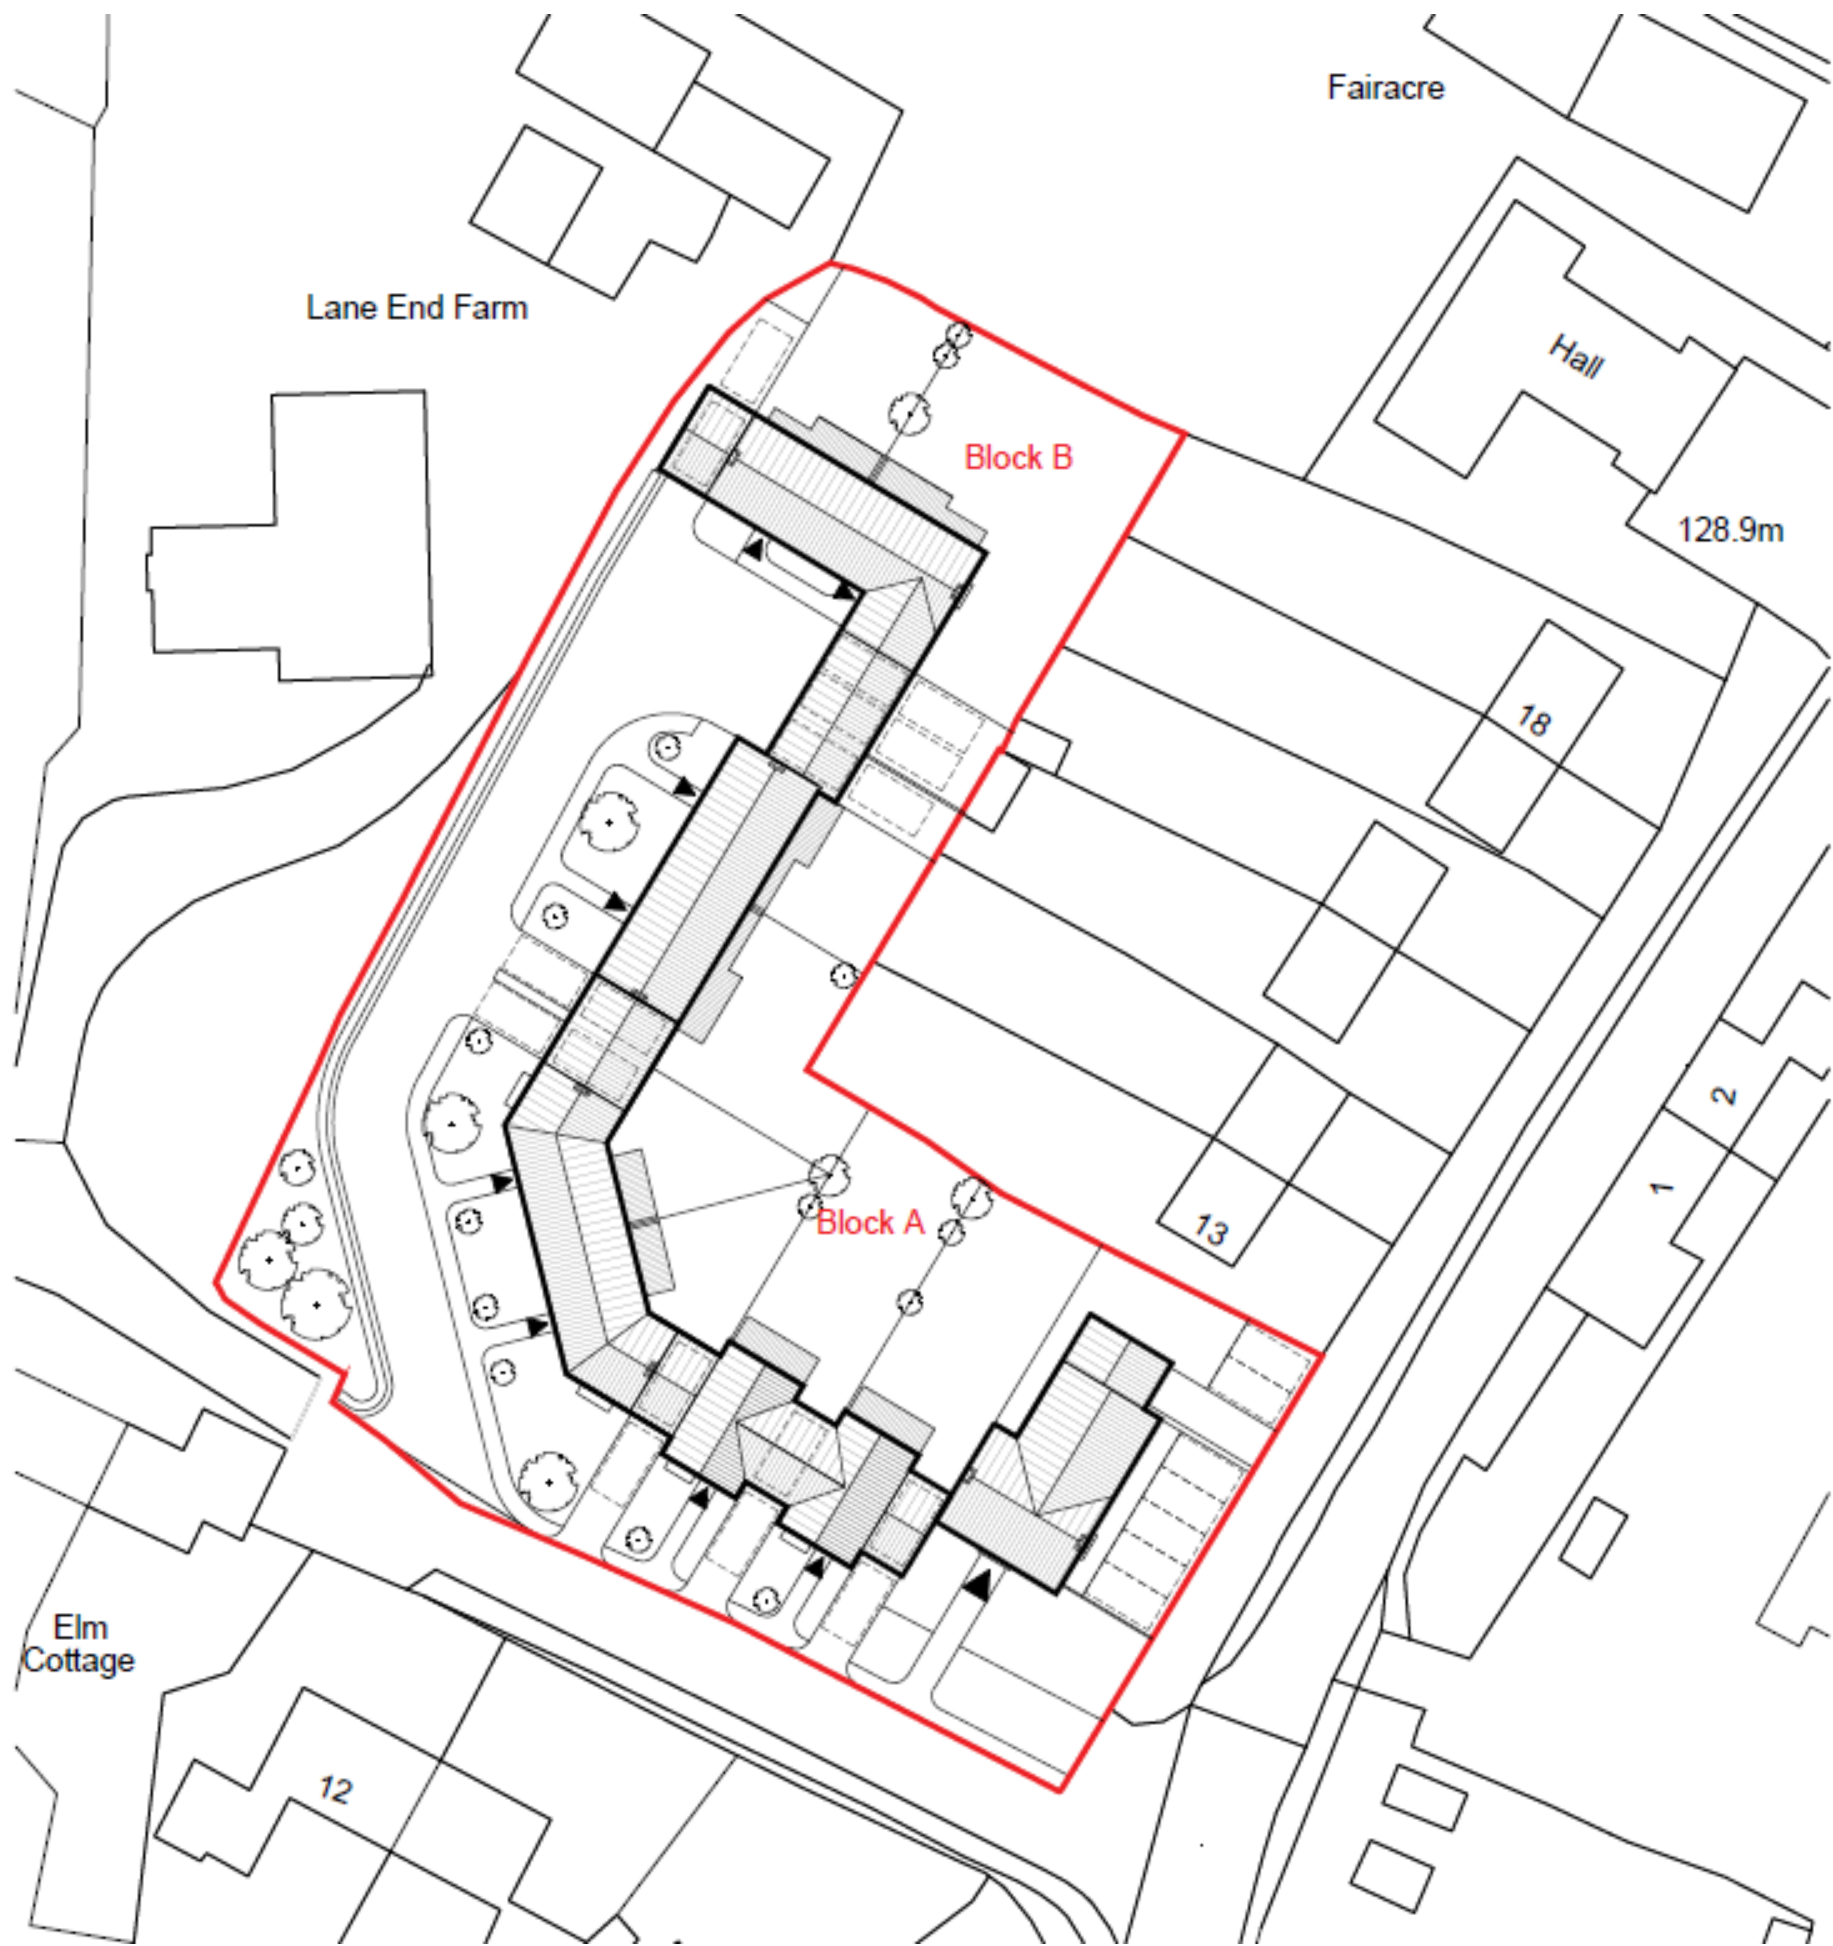 Fairacre
Lane End Farm
Hall
Block B
128.9m
18
2
1
Block A
13
Elm
Cottage
12